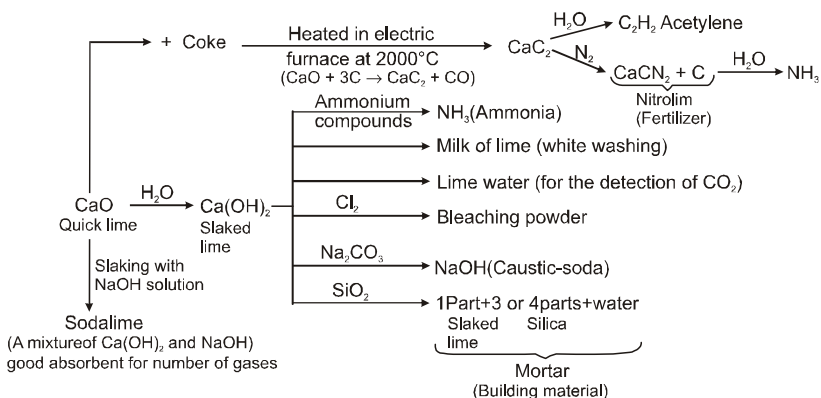 + Coke
Heated in electric
furnace at 2000°C
(CaO + 3C → CaC₂ + CO)
CaC₂
H₂O
C₂H₂ Acetylene
N₂
CaCN₂ + C
Nitrolim
(Fertilizer)
H₂O
NH₃
Ammonium
compounds
NH₃(Ammonia)
Milk of lime (white washing)
Lime water (for the detection of CO₂)
CaO
Quick lime
H₂O
Ca(OH)₂
Slaked
lime
Cl₂
Bleaching powder
Slaking with
NaOH solution
Na₂CO₃
NaOH(Caustic-soda)
SiO₂
1Part+3 or 4parts+water
Slaked
lime
Silica
Sodalime
(A mixtureof Ca(OH)₂ and NaOH)
good absorbent for number of gases
Mortar
(Building material)